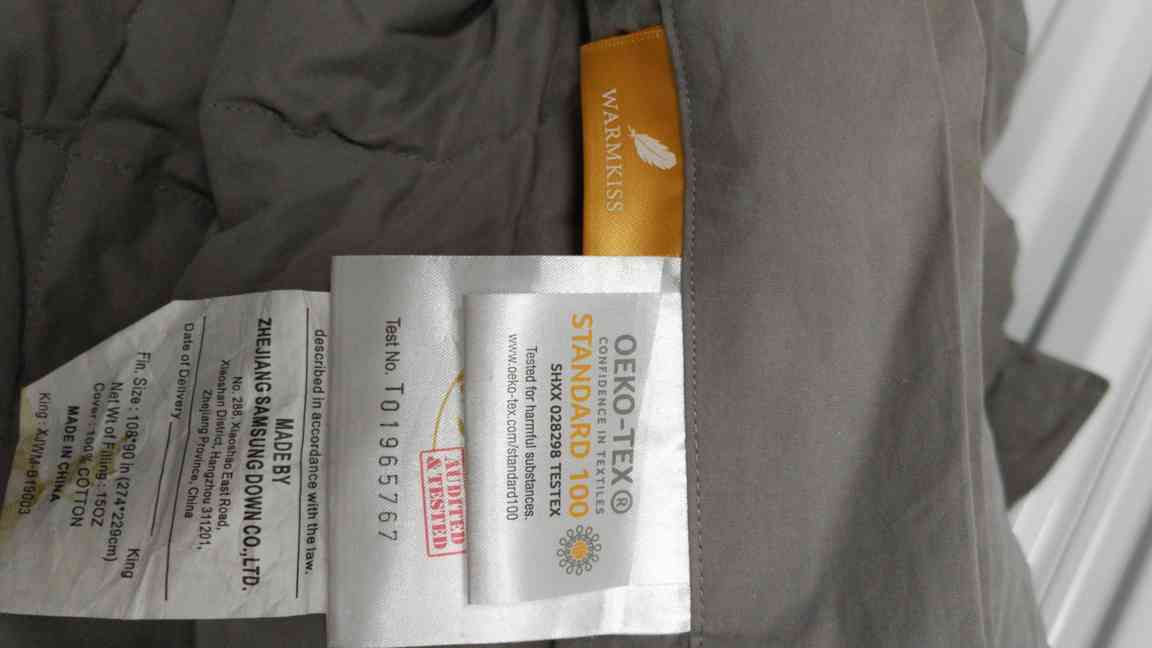 WARMKISS
OEKO-TEX®
CONFIDENCE IN TEXTILES
STANDARD 100
SHXX 028298 TESTEX
Tested for harmful substances.
www.oeko-tex.com/standard100
AUDITED
& TESTED
Test No. T01965767
described in accordance with the law.
MADE BY
ZHEJIANG SAMSUNG DOWN CO.,LTD.
No. 288, Xiaoshao East Road,
Xiaoshan District, Hangzhou 311201,
Zhejiang Province, China
Date of Delivery
King
Fin. Size : 108*90 in (274*229cm)
Net Wt of Filling : 15OZ
Cover : 100% COTTON
MADE IN CHINA
King : XJWM-819003